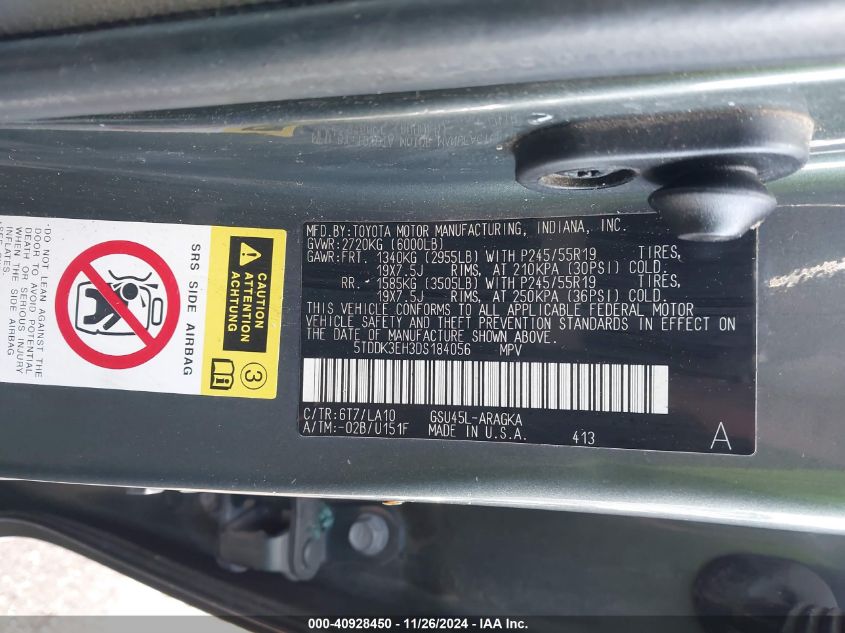 MFD.BY:TOYOTA MOTOR MANUFACTURING, INDIANA, INC.
GVWR:2720KG (6000LB)
GAWR:FRT. 1340KG (2955LB) WITH P245/55R19 TIRES,
19X7.5J RIMS, AT 210KPA (30PSI) COLD.
RR. - 1585KG (3505LB) WITH P245/55R19 TIRES,
19X7.5J RIMS, AT 250KPA (36PSI) COLD.
THIS VEHICLE CONFORMS TO ALL APPLICABLE FEDERAL MOTOR
VEHICLE SAFETY AND THEFT PREVENTION STANDARDS IN EFFECT ON
THE DATE OF MANUFACTURE SHOWN ABOVE.
5TDDK3EH3DS184056 MPV
C/TR:6T7/LA10 GSU45L-ARAGKA
A/TM:-02B/U151F MADE IN U.S.A. 413
A
CAUTION
ATTENTION
ACHTUNG
3
SRS SIDE AIRBAG
DO NOT LEAN AGAINST THE
DOOR TO AVOID POTENTIAL
DEATH OR SERIOUS INJURY
WHEN THE SIDE AIRBAG
INFLATES.
000-40928450 | 11/26/2024 - IAA Inc.